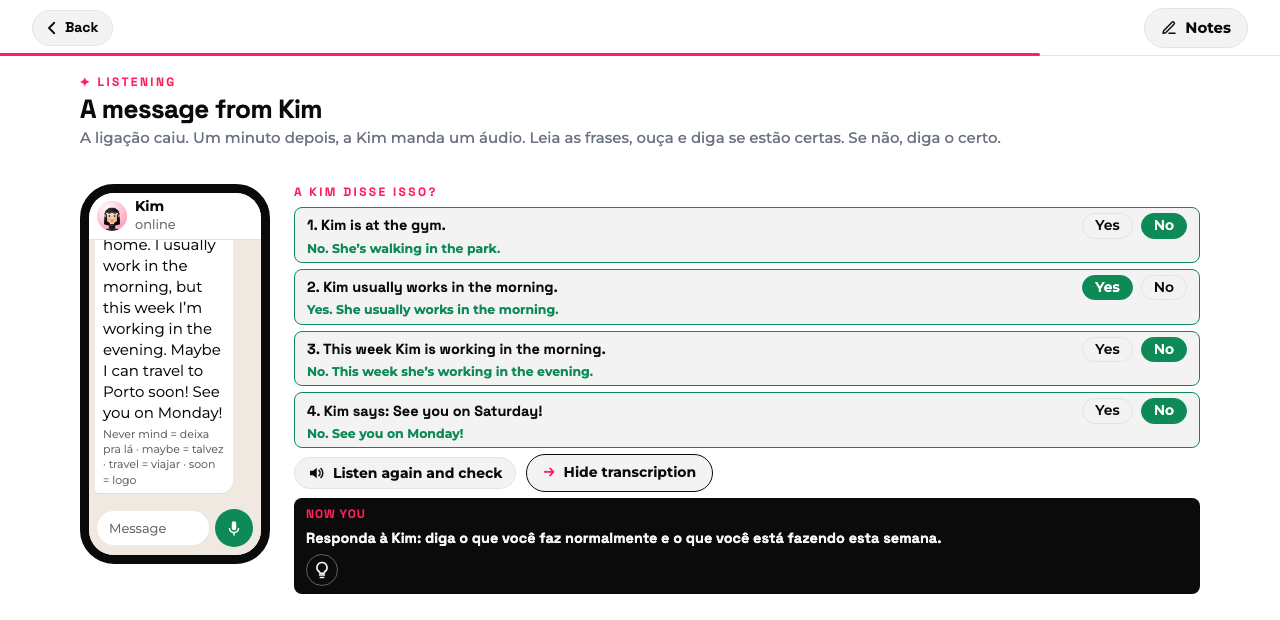 Back
Notes
LISTENING
A message from Kim
A ligação caiu. Um minuto depois, a Kim manda um áudio. Leia as frases, ouça e diga se estão certas. Se não, diga o certo.
Kim
online
home. I usually
work in the
morning, but
this week I'm
working in the
evening. Maybe
I can travel to
Porto soon! See
you on Monday!
Never mind = deixa
pra lá · maybe = talvez
· travel = viajar · soon
= logo
Message
A KIM DISSE ISSO?
1. Kim is at the gym.
Yes No
No. She's walking in the park.
2. Kim usually works in the morning.
Yes No
Yes. She usually works in the morning.
3. This week Kim is working in the morning.
Yes No
No. This week she's working in the evening.
4. Kim says: See you on Saturday!
Yes No
No. See you on Monday!
Listen again and check
Hide transcription
NOW YOU
Responda à Kim: diga o que você faz normalmente e o que você está fazendo esta semana.